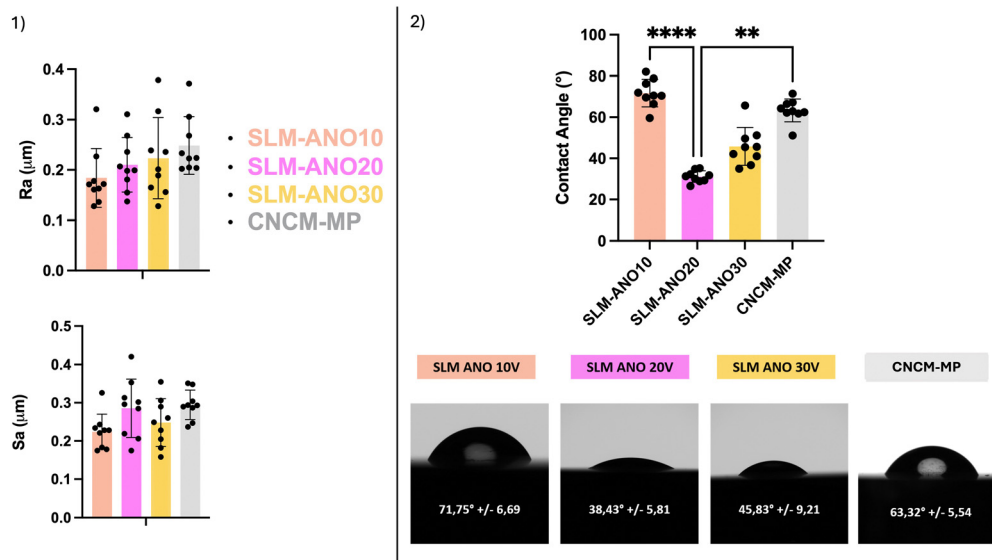 1)
Ra (μm)
0.4
0.3
0.2
0.1
0.0
SLM-ANO10
SLM-ANO20
SLM-ANO30
CNCM-MP
Sa (μm)
0.5
0.4
0.3
0.2
0.1
0.0
2)
Contact Angle (°)
100
80
60
40
20
0
**** **
SLM-ANO10
SLM-ANO20
SLM-ANO30
CNCM-MP
SLM ANO 10V
SLM ANO 20V
SLM ANO 30V
CNCM-MP
71,75° +/- 6,69
38,43° +/- 5,81
45,83° +/- 9,21
63,32° +/- 5,54